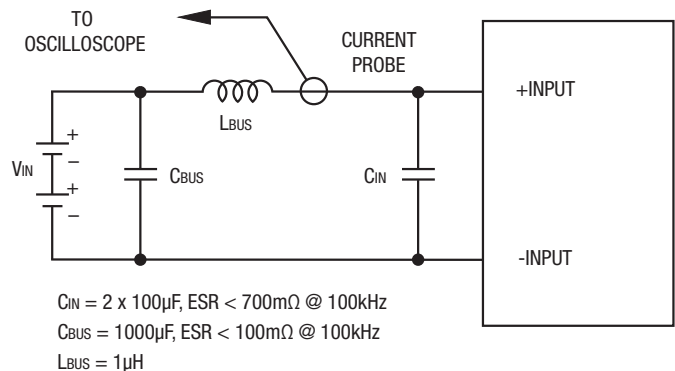 TO
OSCILLOSCOPE
CURRENT
PROBE
+INPUT
LBUS
VIN
+
–
+
–
CBUS
CIN
-INPUT
CIN = 2 x 100µF, ESR < 700mΩ @ 100kHz
CBUS = 1000µF, ESR < 100mΩ @ 100kHz
LBUS = 1µH